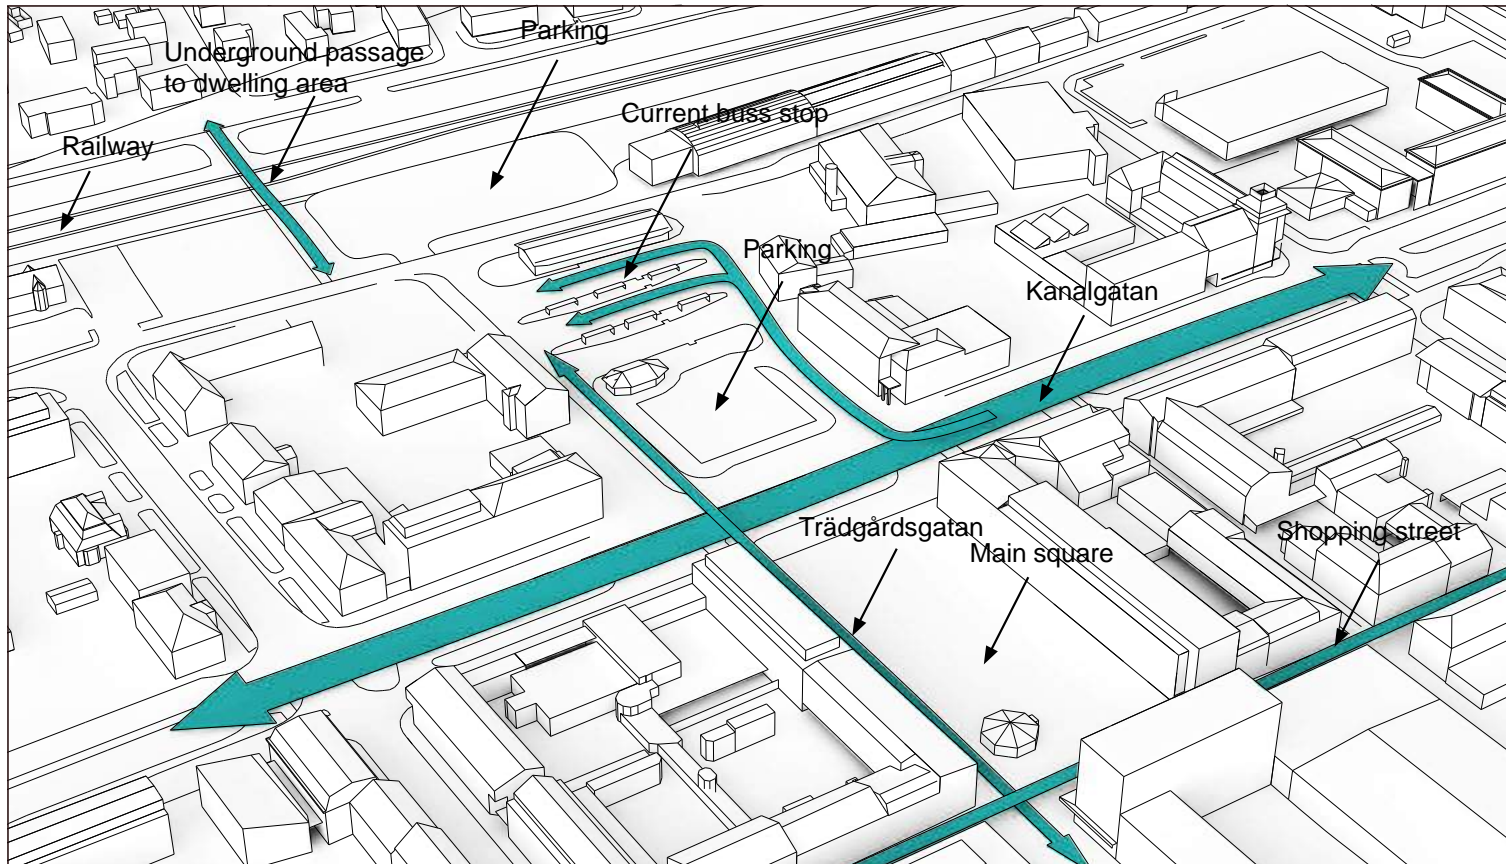 Parking
Underground passage
to dwelling area
Current buss stop
Railway
Parking
Kanalgatan
Trädgårdsgatan
Main square
Shopping street